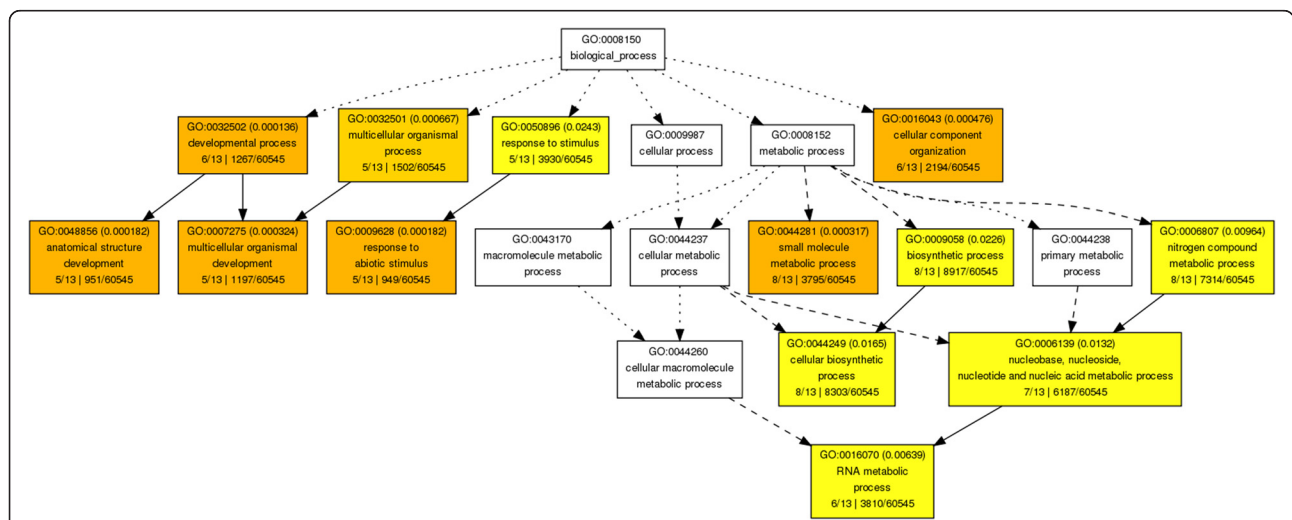 GO:0008150
biological_process
GO:0032502 (0.000136)
developmental process
6/13 | 1267/60545
GO:0032501 (0.000667)
multicellular organismal
process
5/13 | 1502/60545
GO:0050896 (0.0243)
response to stimulus
5/13 | 3930/60545
GO:0009987
cellular process
GO:0008152
metabolic process
GO:0016043 (0.000476)
cellular component
organization
6/13 | 2194/60545
GO:0048856 (0.000182)
anatomical structure
development
5/13 | 951/60545
GO:0007275 (0.000324)
multicellular organismal
development
5/13 | 1197/60545
GO:0009628 (0.000182)
response to
abiotic stimulus
5/13 | 949/60545
GO:0043170
macromolecule metabolic
process
GO:0044237
cellular metabolic
process
GO:0044281 (0.000317)
small molecule
metabolic process
8/13 | 3795/60545
GO:0009058 (0.0226)
biosynthetic process
8/13 | 8917/60545
GO:0044238
primary metabolic
process
GO:0006807 (0.00964)
nitrogen compound
metabolic process
8/13 | 7314/60545
GO:0044260
cellular macromolecule
metabolic process
GO:0044249 (0.0165)
cellular biosynthetic
process
8/13 | 8303/60545
GO:0006139 (0.0132)
nucleobase, nucleoside,
nucleotide and nucleic acid metabolic process
7/13 | 6187/60545
GO:0016070 (0.00639)
RNA metabolic
process
6/13 | 3810/60545